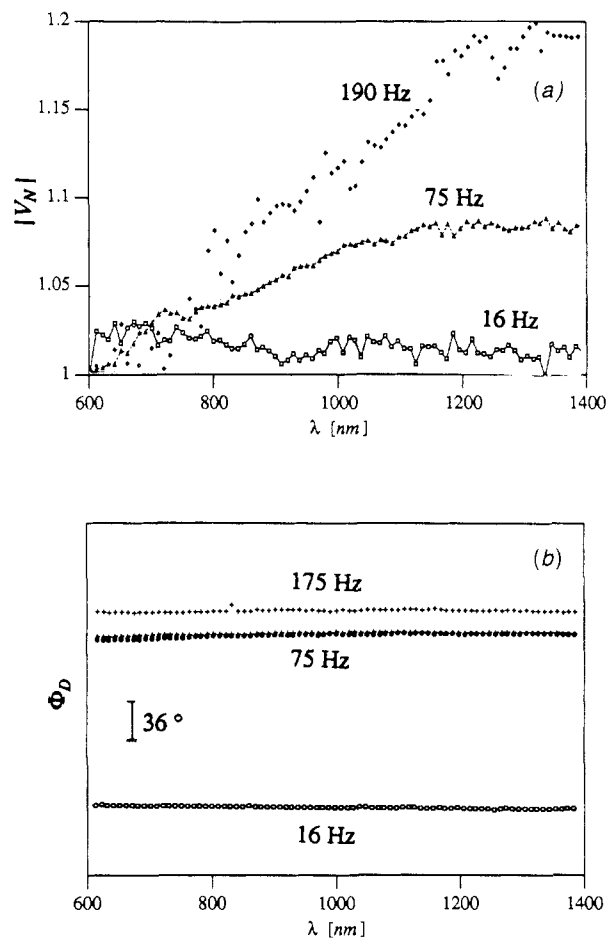 1.2
(a)
190 Hz
1.15
|V_N|
1.1
75 Hz
1.05
16 Hz
1
600 800 1000 1200 1400
λ [nm]
(b)
175 Hz
75 Hz
Φ_D
36 °
16 Hz
600 800 1000 1200 1400
λ [nm]